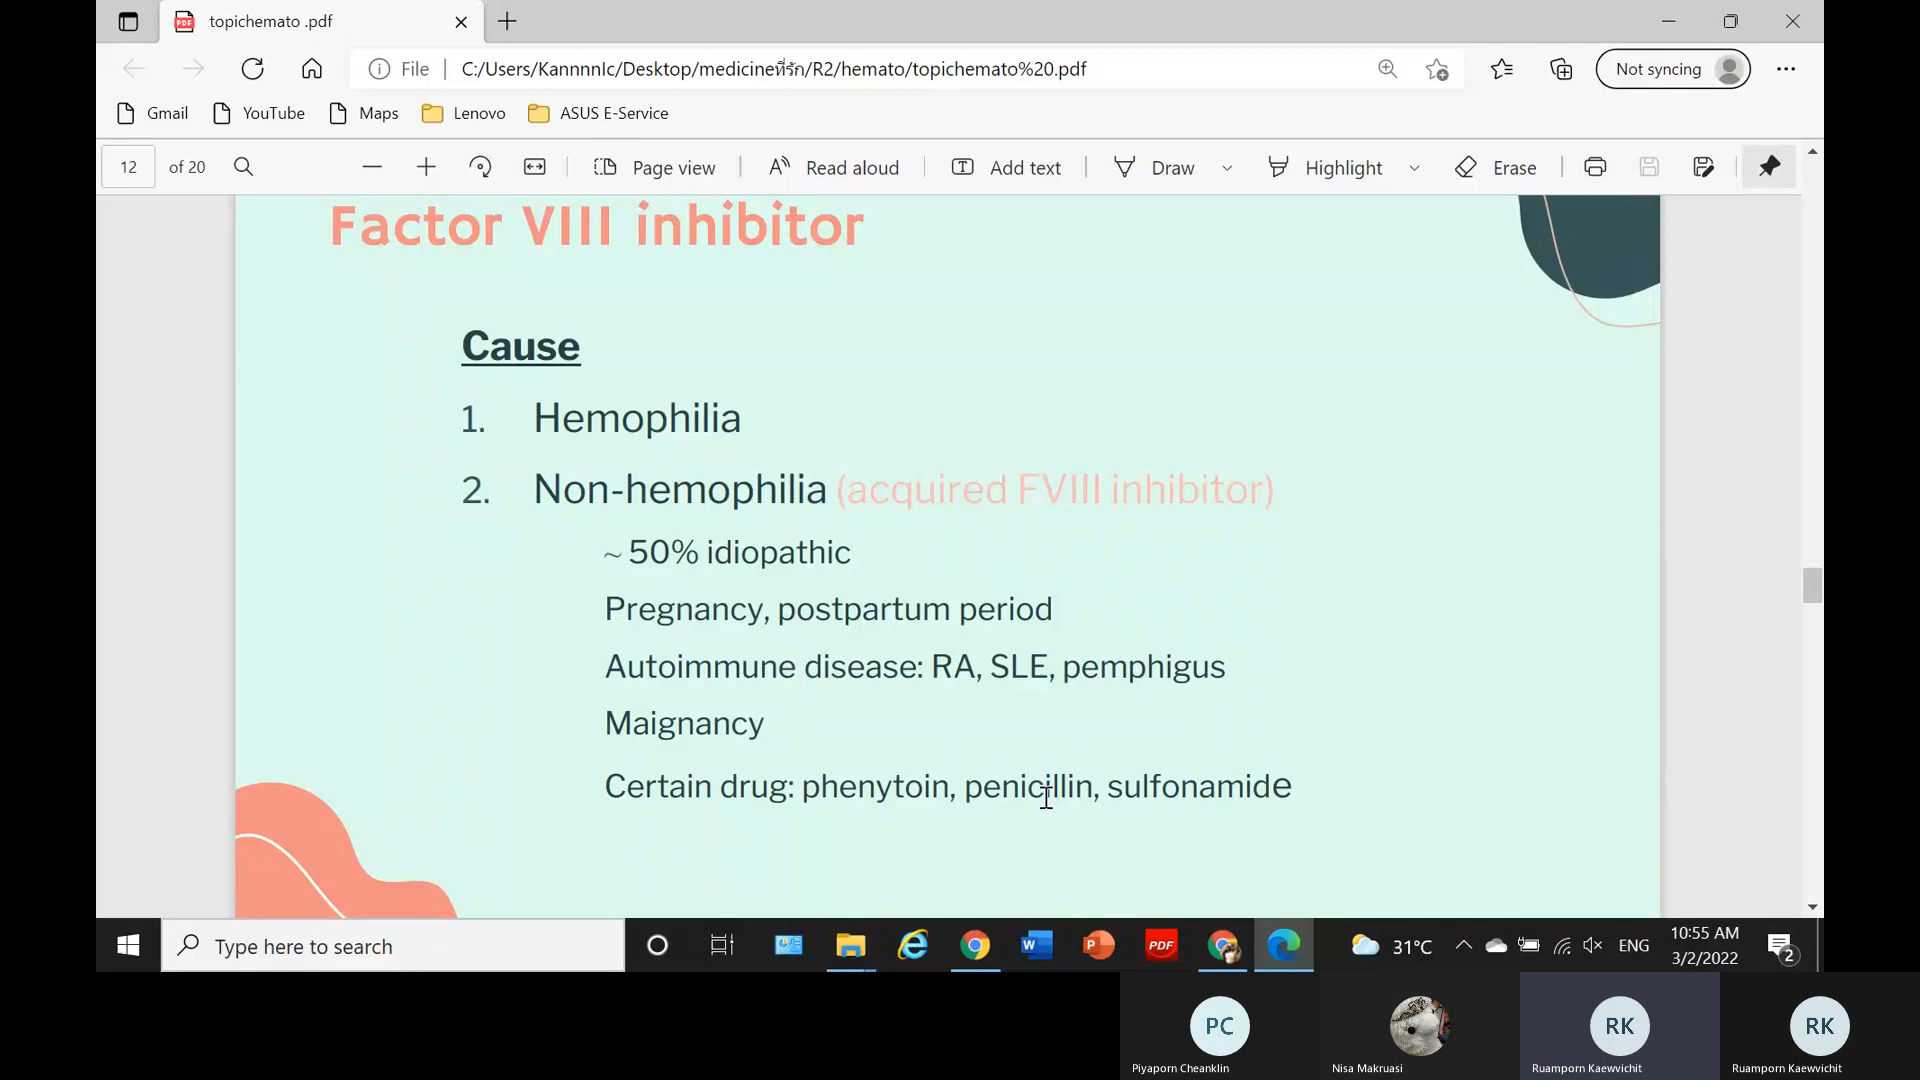 topichemato .pdf
File C:/Users/KannnnIc/Desktop/medicineที่รัก/R2/hemato/topichemato%20.pdf
Not syncing
Gmail YouTube Maps Lenovo ASUS E-Service
12 of 20 Page view Read aloud Add text Draw Highlight Erase
Factor VIII inhibitor
Cause
1. Hemophilia
2. Non-hemophilia (acquired FVIII inhibitor)
~ 50% idiopathic
Pregnancy, postpartum period
Autoimmune disease: RA, SLE, pemphigus
Maignancy
Certain drug: phenytoin, penicillin, sulfonamide
Type here to search
PDF
31°C
ENG
10:55 AM
3/2/2022
2
PC RK RK
Piyaporn Cheanklin Nisa Makruasi Ruamporn Kaewvichit Ruamporn Kaewvichit